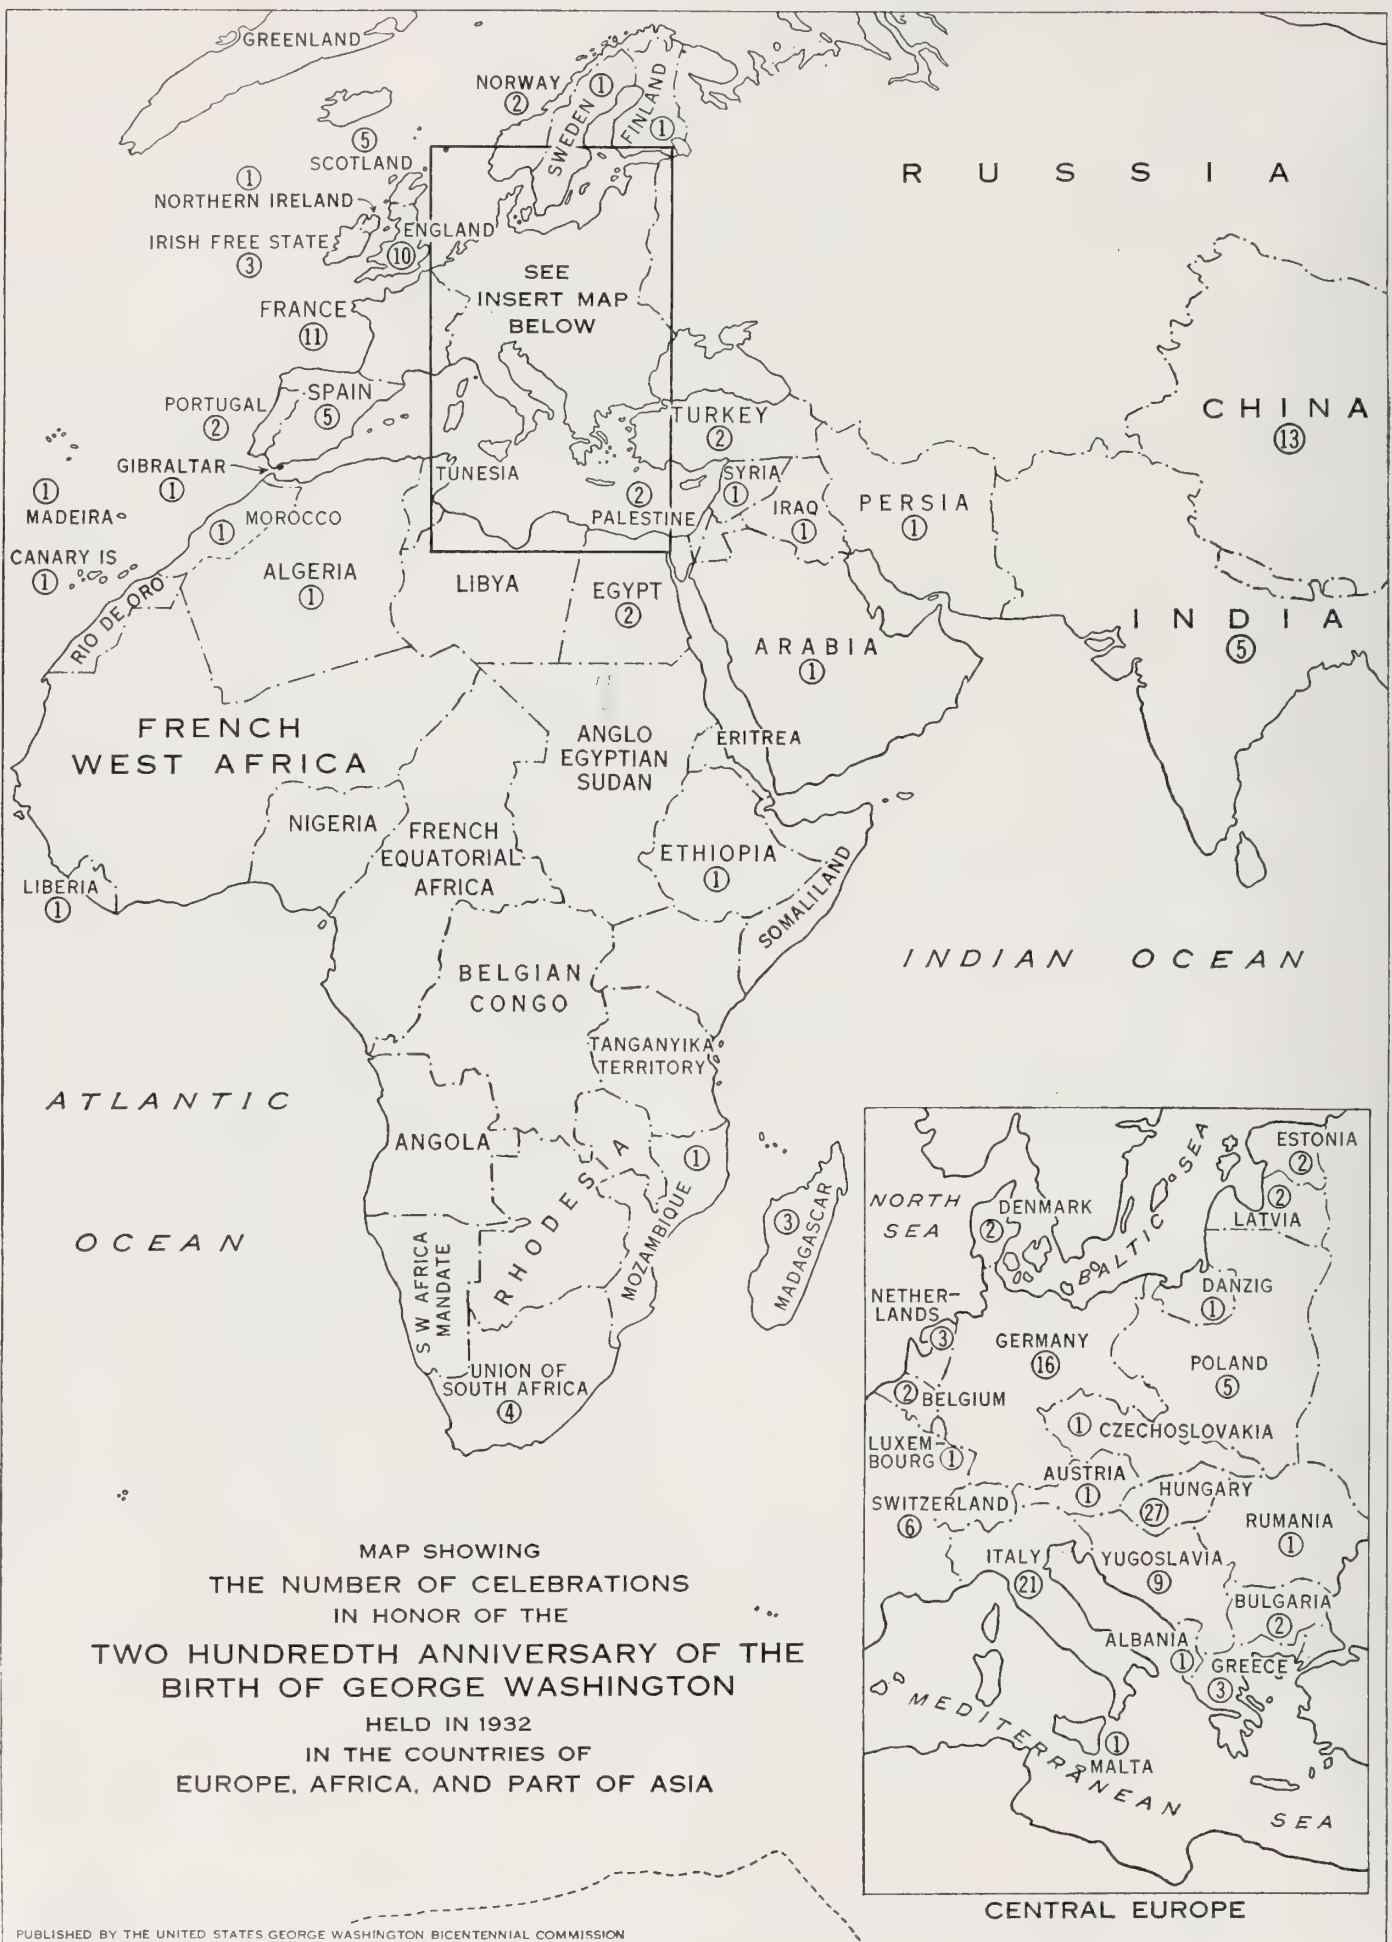 GREENLAND
NORWAY
2
SWEDEN
1
FINLAND
1
5
SCOTLAND
1
NORTHERN IRELAND
IRISH FREE STATE
3
ENGLAND
10
RUSSIA
SEE
INSERT MAP
BELOW
FRANCE
11
PORTUGAL
2
SPAIN
5
GIBRALTAR
1
1
MADEIRA
CANARY IS
1
MOROCCO
1
TUNESIA
TURKEY
2
SYRIA
1
2
PALESTINE
IRAQ
1
PERSIA
1
CHINA
13
INDIA
5
RIO DE ORO
ALGERIA
1
LIBYA
EGYPT
2
ARABIA
1
FRENCH
WEST AFRICA
ANGLO
EGYPTIAN
SUDAN
ERITREA
NIGERIA
FRENCH
EQUATORIAL
AFRICA
ETHIOPIA
1
SOMALILAND
LIBERIA
1
INDIAN OCEAN
BELGIAN
CONGO
TANGANYIKA
TERRITORY
ATLANTIC
OCEAN
ANGOLA
RHODESIA
1
MOZAMBIQUE
3
MADAGASCAR
S W AFRICA
MANDATE
UNION OF
SOUTH AFRICA
4
MAP SHOWING
THE NUMBER OF CELEBRATIONS
IN HONOR OF THE
TWO HUNDREDTH ANNIVERSARY OF THE
BIRTH OF GEORGE WASHINGTON
HELD IN 1932
IN THE COUNTRIES OF
EUROPE, AFRICA, AND PART OF ASIA
NORTH
SEA
DENMARK
2
BALTIC SEA
ESTONIA
2
2
LATVIA
DANZIG
1
NETHER-
LANDS
3
GERMANY
16
POLAND
5
2
BELGIUM
1
CZECHOSLOVAKIA
LUXEM-
BOURG
1
AUSTRIA
1
HUNGARY
27
SWITZERLAND
6
RUMANIA
1
ITALY
21
YUGOSLAVIA
9
BULGARIA
2
ALBANIA
1
GREECE
3
1
MALTA
MEDITERRANEAN
SEA
CENTRAL EUROPE
PUBLISHED BY THE UNITED STATES GEORGE WASHINGTON BICENTENNIAL COMMISSION